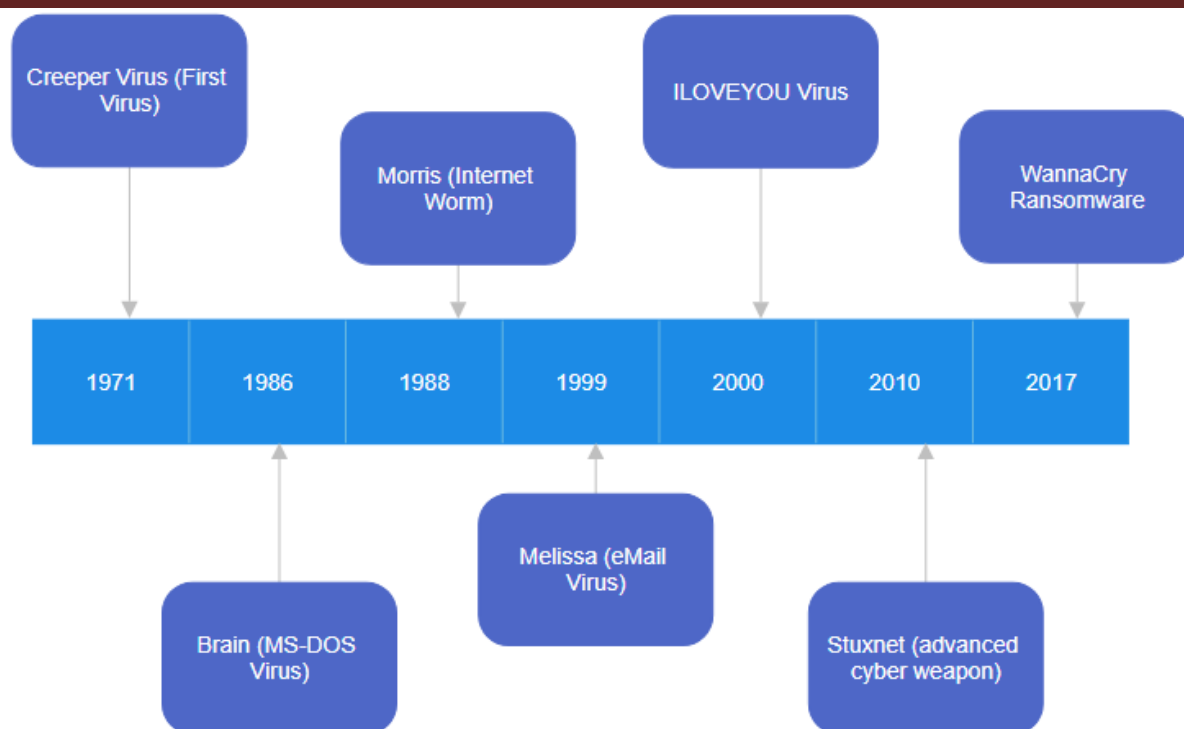 Creeper Virus (First
Virus)
ILOVEYOU Virus
Morris (Internet
Worm)
WannaCry
Ransomware
1971
1986
1988
1999
2000
2010
2017
Melissa (eMail
Virus)
Brain (MS-DOS
Virus)
Stuxnet (advanced
cyber weapon)